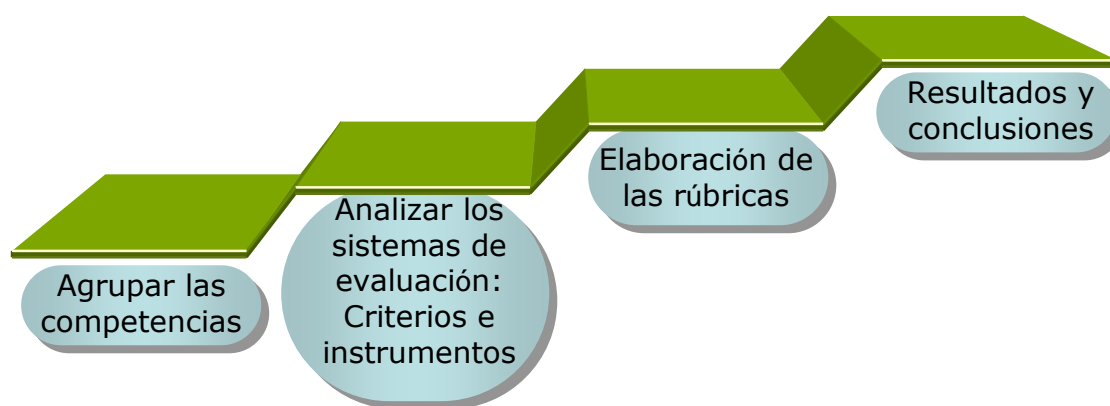 Agrupar las
competencias
Analizar los
sistemas de
evaluación:
Criterios e
instrumentos
Elaboración de
las rúbricas
Resultados y
conclusiones